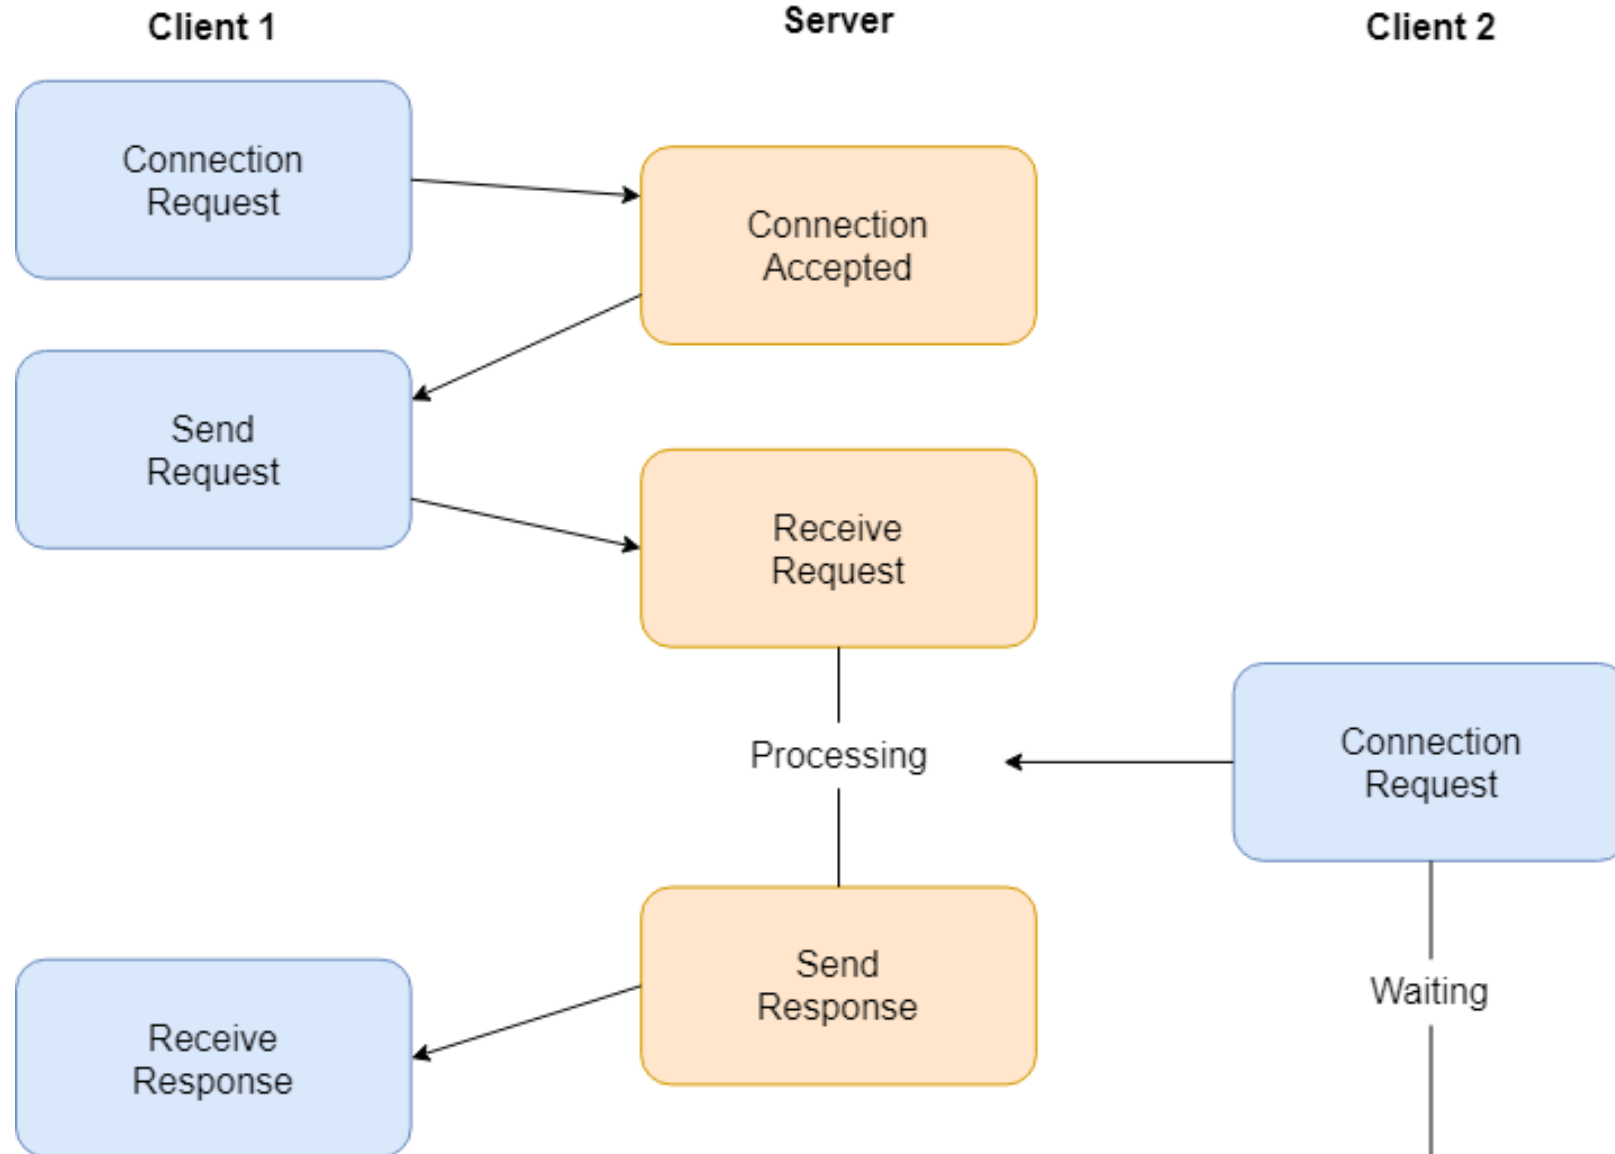 Client 1
Server
Client 2
Connection
Request
Connection
Accepted
Send
Request
Receive
Request
Processing
Connection
Request
Send
Response
Waiting
Receive
Response